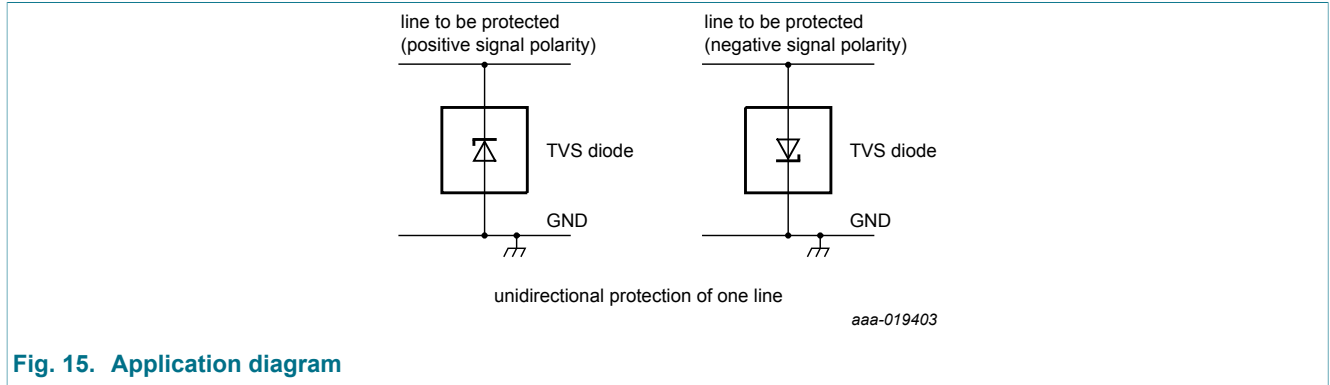 line to be protected
(positive signal polarity)
TVS diode
GND
line to be protected
(negative signal polarity)
TVS diode
GND
unidirectional protection of one line
aaa-019403
Fig. 15. Application diagram